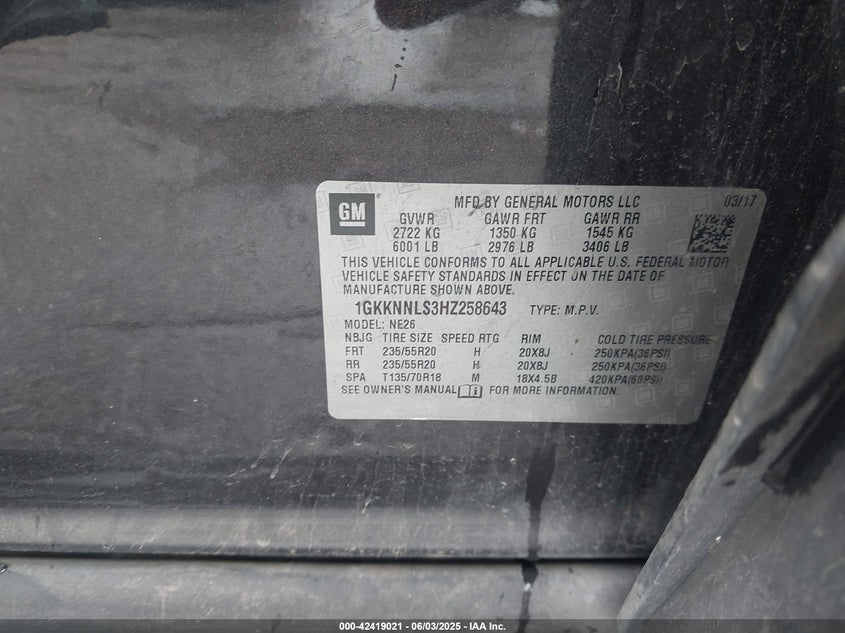 GM
MFD BY GENERAL MOTORS LLC 03/17
GVWR GAWR FRT GAWR RR
2722 KG 1350 KG 1545 KG
6001 LB 2976 LB 3406 LB
THIS VEHICLE CONFORMS TO ALL APPLICABLE U.S. FEDERAL MOTOR
VEHICLE SAFETY STANDARDS IN EFFECT ON THE DATE OF
MANUFACTURE SHOWN ABOVE.
1GKKNNLS3HZ258643 TYPE: M.P.V.
MODEL: NE26
NBJG TIRE SIZE SPEED RTG RIM COLD TIRE PRESSURE
FRT 235/55R20 H 20X8J 250KPA(36PSI)
RR 235/55R20 H 20X8J 250KPA(36PSI)
SPA T135/70R18 M 18X4.5B 420KPA(60PSI)
SEE OWNER'S MANUAL FOR MORE INFORMATION.
000-42419021 - 06/03/2025 - IAA Inc.